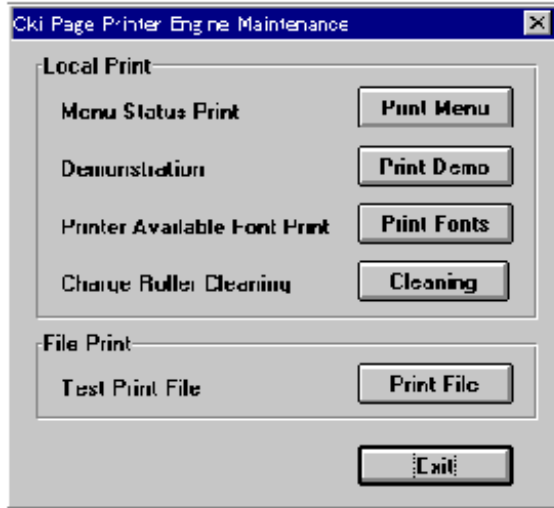 Oki Page Printer Engine Maintenance
Local Print
Menu Status Print Print Menu
Demonstration Print Demo
Printer Available Font Print Print Fonts
Charge Roller Cleaning Cleaning
File Print
Test Print File Print File
Exit